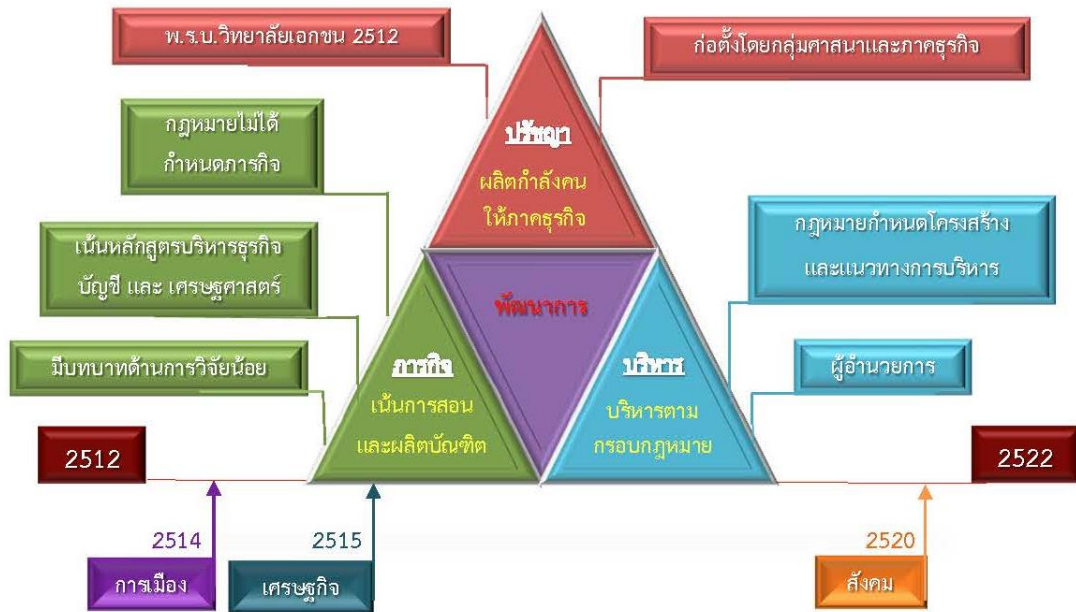 พ.ร.บ.วิทยาลัยเอกชน 2512
ก่อตั้งโดยกลุ่มศาสนาและภาคธุรกิจ
กฎหมายไม่ได้
กำหนดภารกิจ
ปรัชญา
ผลิตกำลังคน
ให้ภาคธุรกิจ
เน้นหลักสูตรบริหารธุรกิจ
บัญชี และ เศรษฐศาสตร์
กฎหมายกำหนดโครงสร้าง
และแนวทางการบริหาร
พัฒนาการ
มีบทบาทด้านการวิจัยน้อย
ภารกิจ
เน้นการสอน
และผลิตบัณฑิต
บริหาร
บริหารตาม
กรอบกฎหมาย
ผู้อำนวยการ
2512
2522
2514
การเมือง
2515
เศรษฐกิจ
2520
สังคม